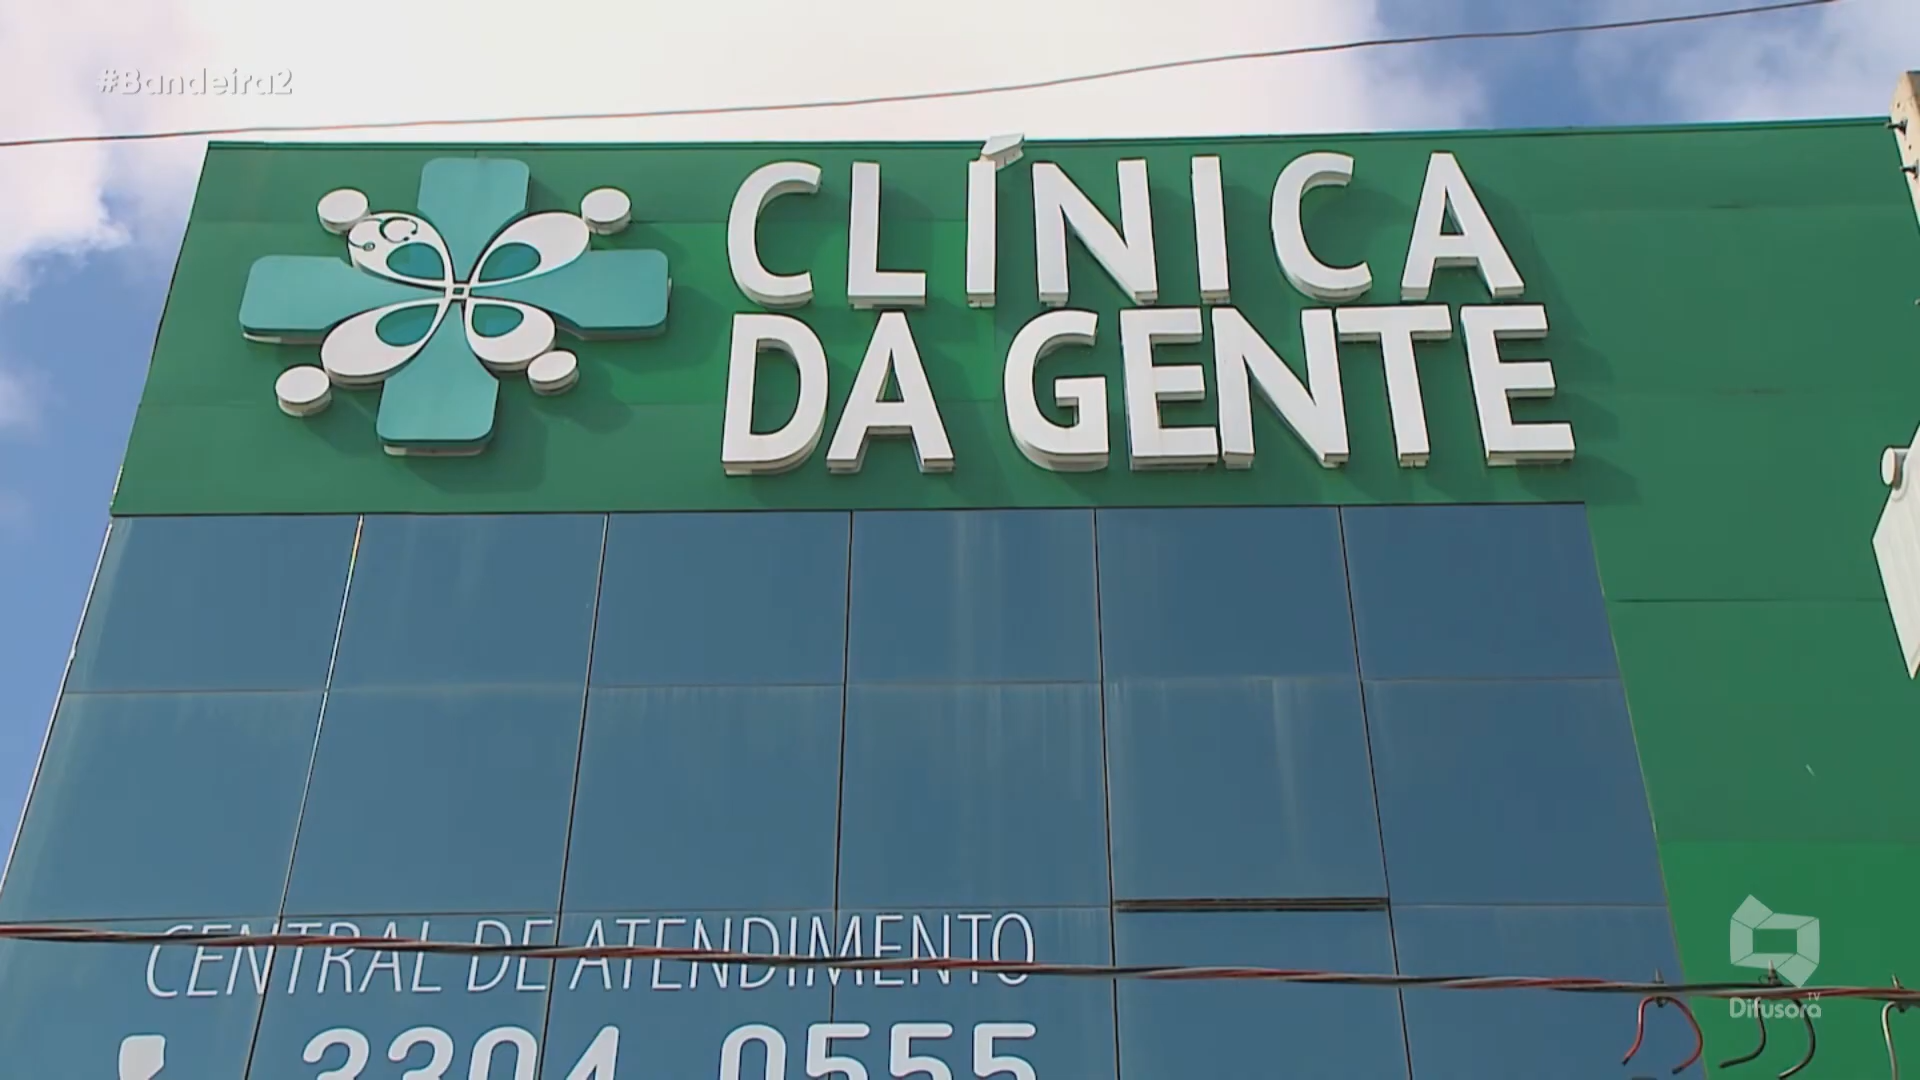 #Bandeira2
CLÍNICA
DA GENTE
CENTRAL DE ATENDIMENTO
3304 0555
TV
Difusora